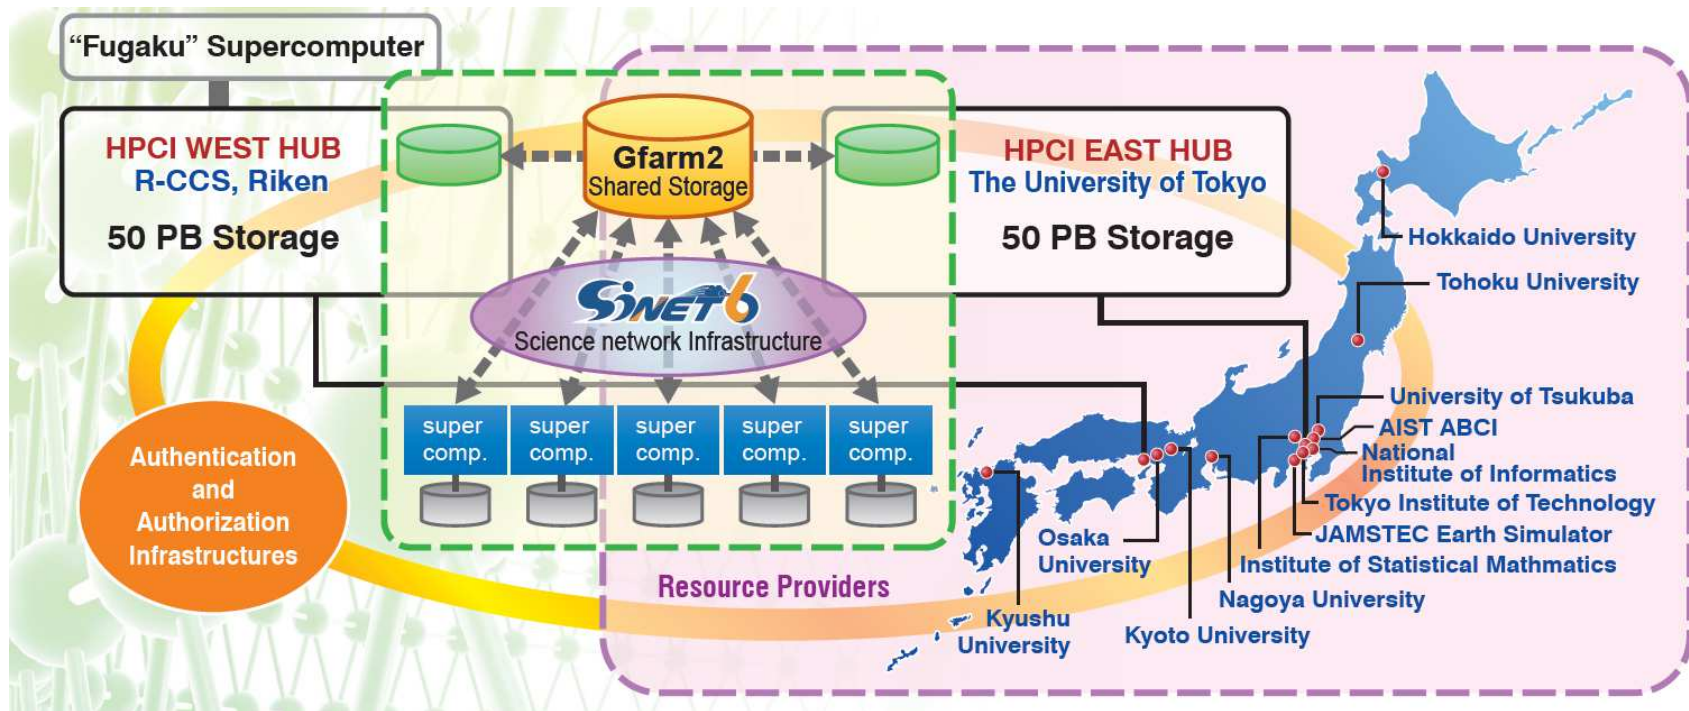 “Fugaku” Supercomputer
HPCI WEST HUB
R-CCS, Riken
50 PB Storage
Gfarm2
Shared Storage
HPCI EAST HUB
The University of Tokyo
50 PB Storage
SINET6
Science network Infrastructure
super
comp.
super
comp.
super
comp.
super
comp.
super
comp.
Authentication
and
Authorization
Infrastructures
Resource Providers
Hokkaido University
Tohoku University
University of Tsukuba
AIST ABCI
National
Institute of Informatics
Tokyo Institute of Technology
JAMSTEC Earth Simulator
Institute of Statistical Mathmatics
Nagoya University
Kyoto University
Osaka
University
Kyushu
University